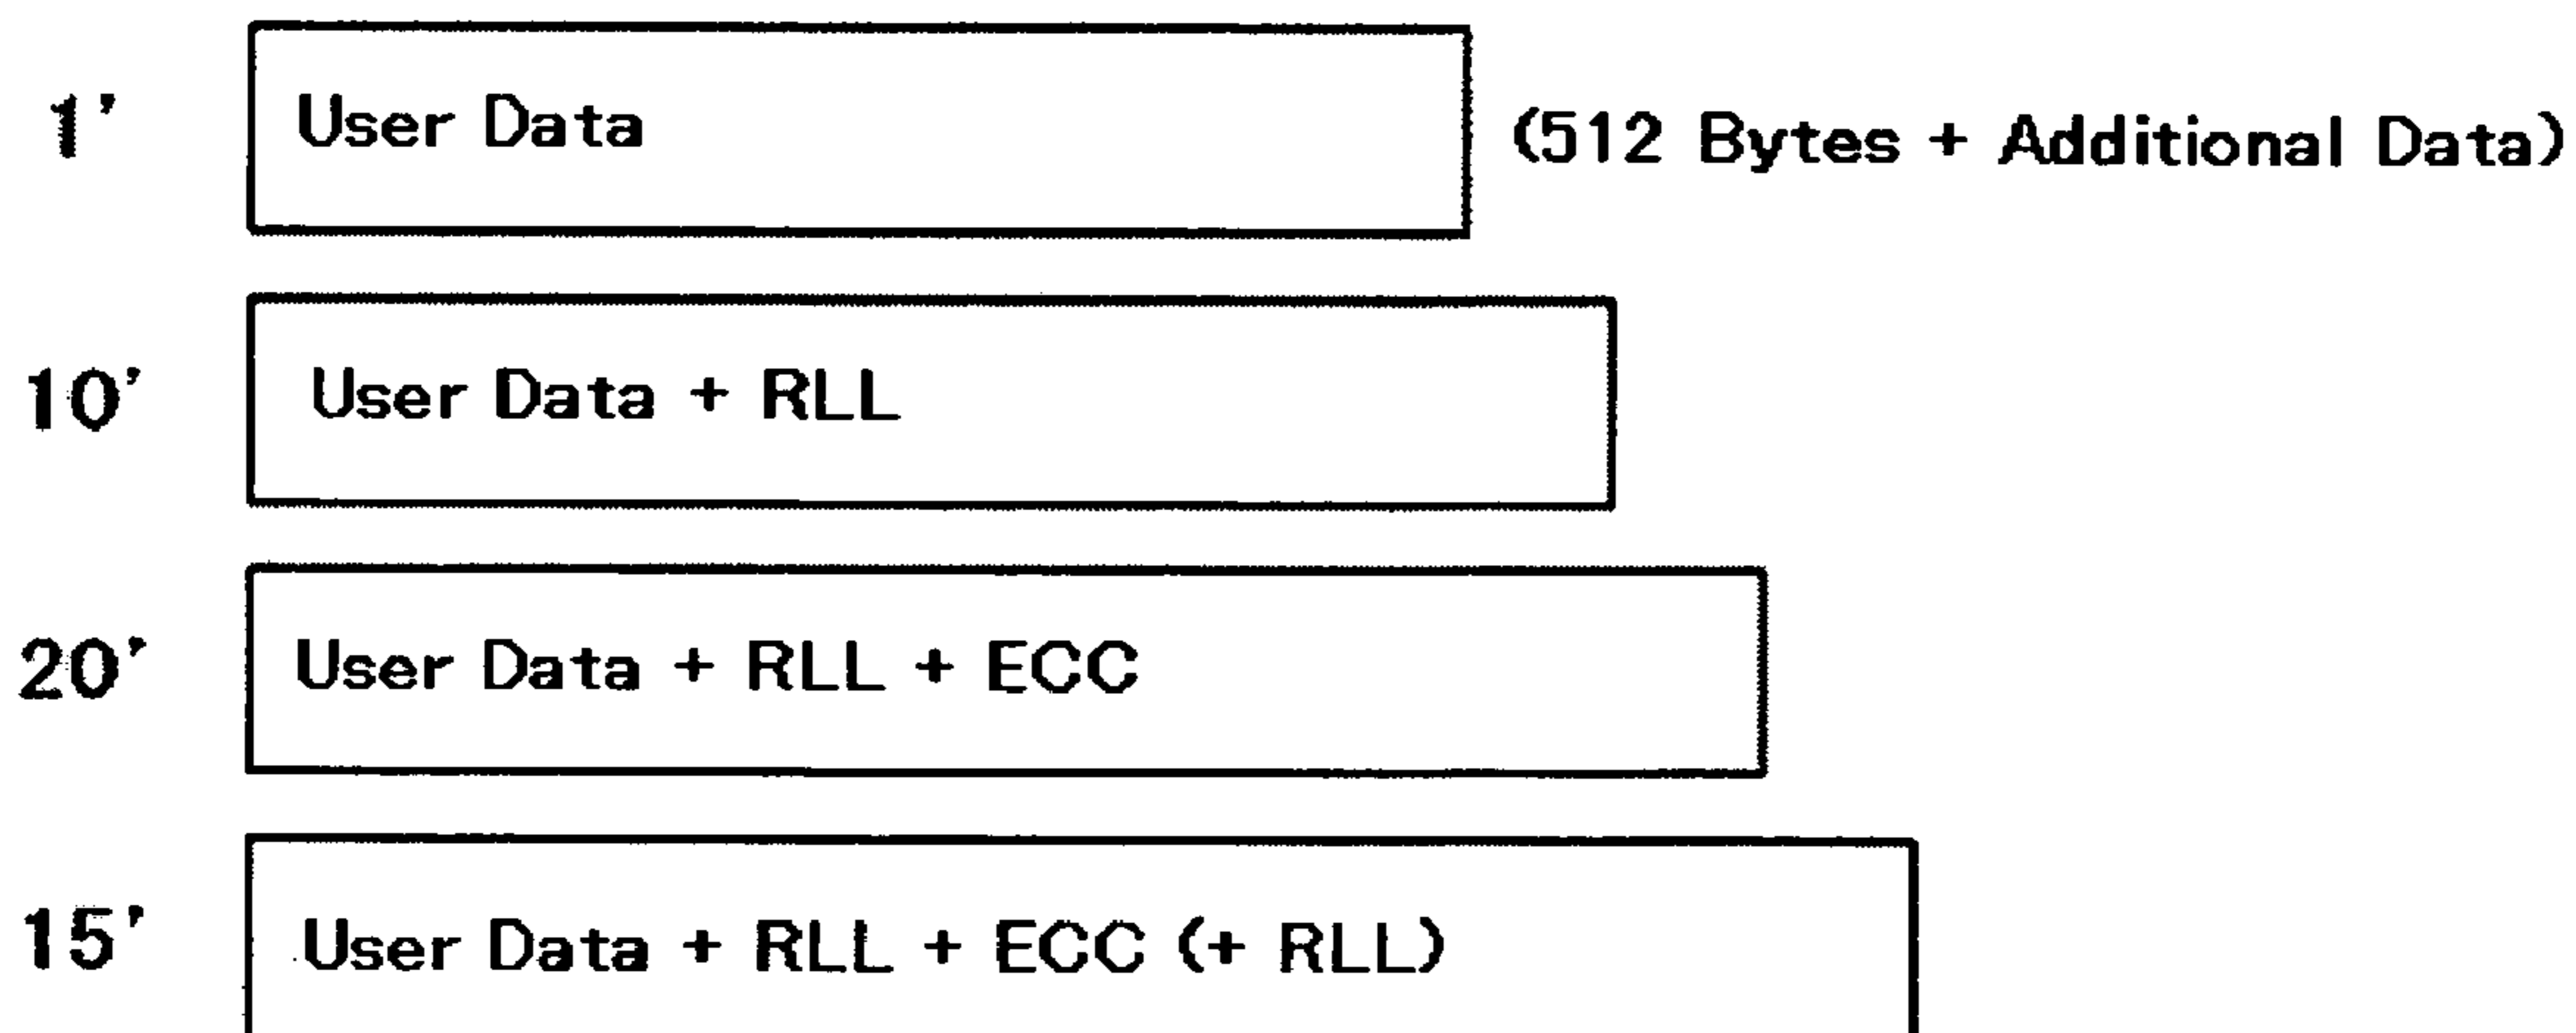 1' User Data (512 Bytes + Additional Data)
10' User Data + RLL
20' User Data + RLL + ECC
15' User Data + RLL + ECC (+ RLL)